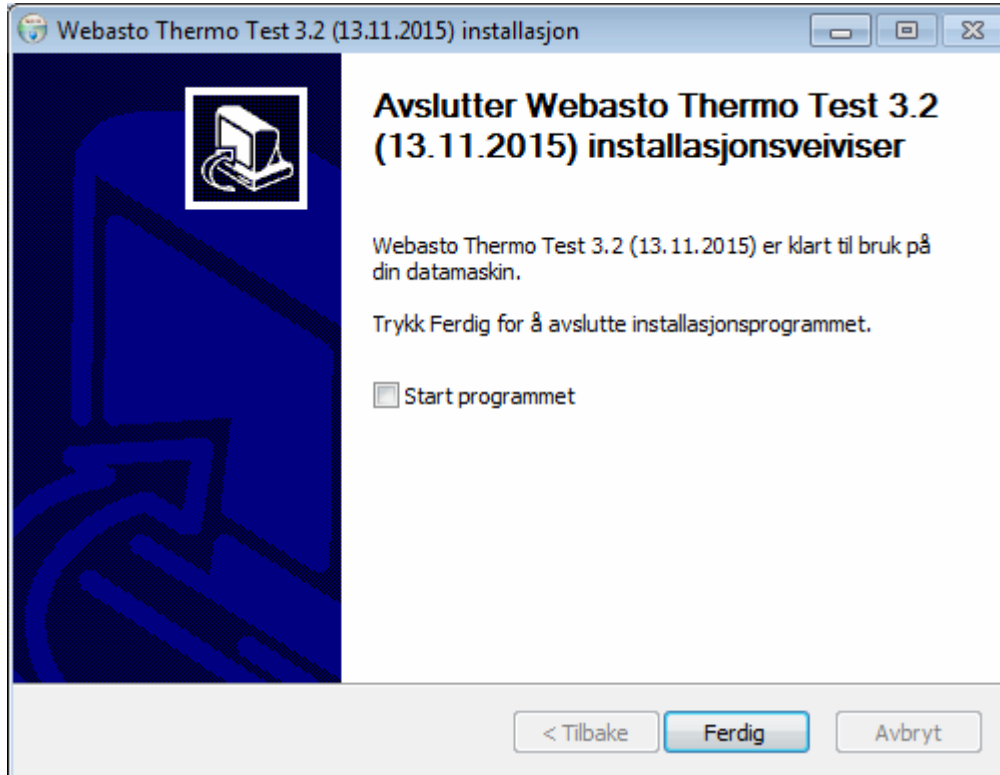 Webasto Thermo Test 3.2 (13.11.2015) installasjon
Avslutter Webasto Thermo Test 3.2
(13.11.2015) installasjonsveiviser
Webasto Thermo Test 3.2 (13.11.2015) er klart til bruk på
din datamaskin.
Trykk Ferdig for å avslutte installasjonsprogrammet.
Start programmet
< Tilbake
Ferdig
Avbryt